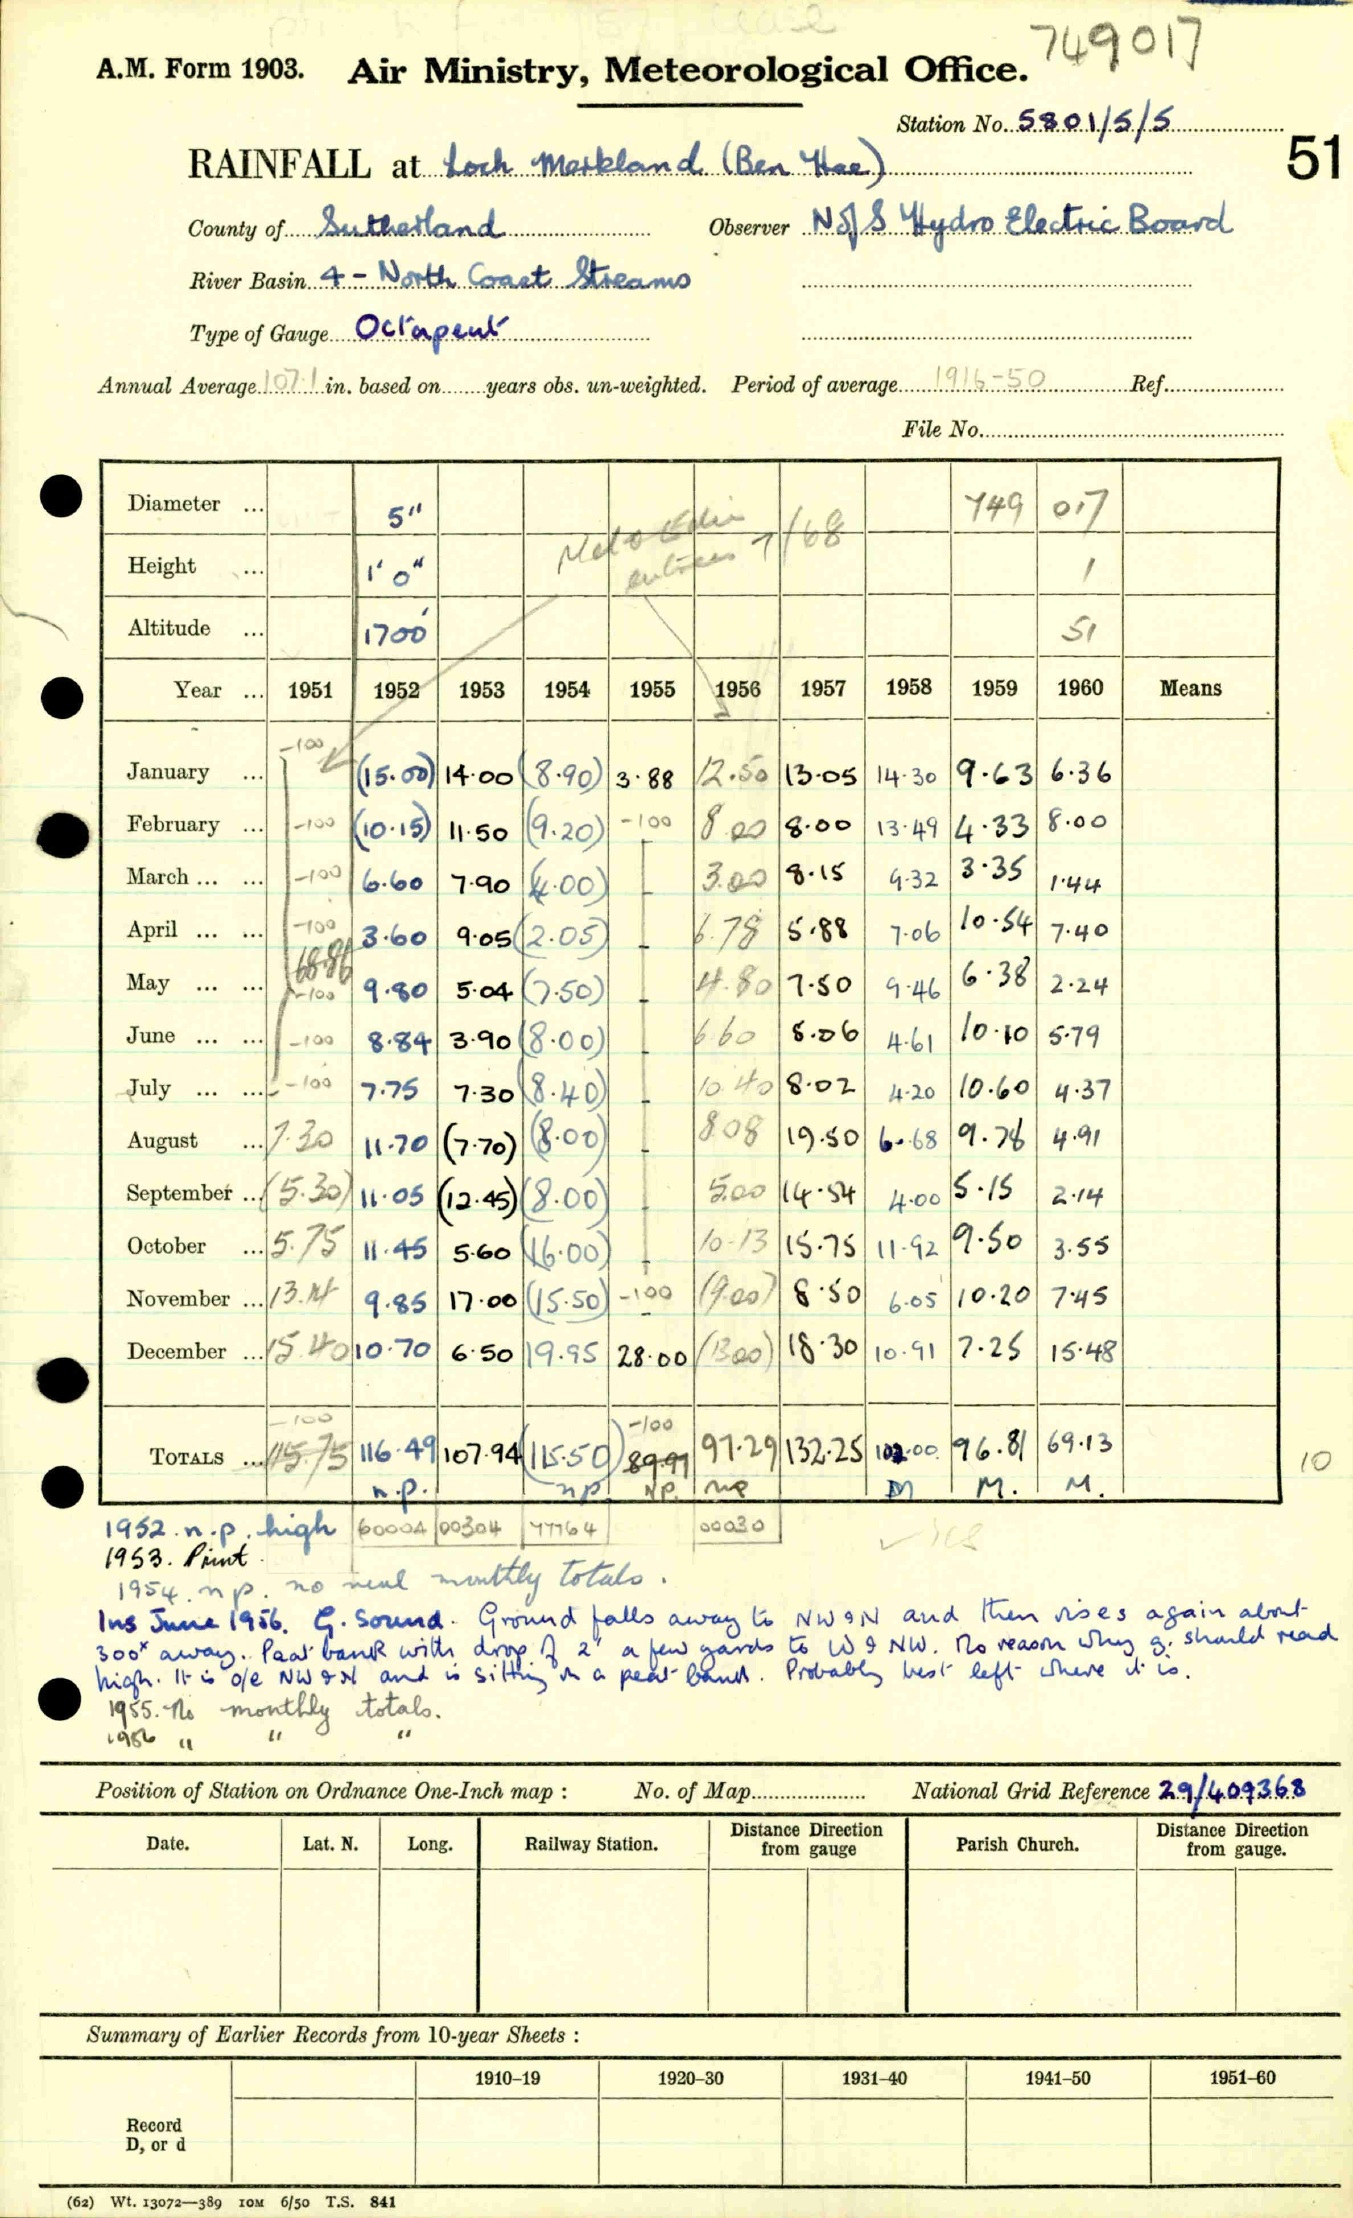 749017
A.M. Form 1903. Air Ministry, Meteorological Office.
Station No. 5801/5/5
51
RAINFALL at Loch Merkland (Ben Hee)
County of Sutherland Observer N of S Hydro Electric Board
River Basin 4 - North Coast Streams
Type of Gauge Octapent
Annual Average 107.1 in. based on years obs. un-weighted. Period of average 1916-50 Ref.
File No.
Diameter ... 5" 749 017
Met O Edin
entries 7/68
Height ... 1' 0" 1
Altitude ... 1700' 51
Year ... 1951 1952 1953 1954 1955 1956 1957 1958 1959 1960 Means
January ... -100 (15.00) 14.00 (8.90) 3.88 12.50 13.05 14.30 9.63 6.36
February ... -100 (10.15) 11.50 (9.20) -100 8.00 8.00 13.49 4.33 8.00
March ... ... -100 6.60 7.90 (4.00) - 3.00 8.15 9.32 3.35 1.44
April ... ... -100 3.60 9.05 (2.05) - 6.78 5.88 7.06 10.54 7.40
68.86
May ... ... -100 9.80 5.04 (7.50) - 4.80 7.50 9.46 6.38 2.24
June ... ... -100 8.84 3.90 (8.00) - 6.60 5.06 4.61 10.10 5.79
July ... ... -100 7.75 7.30 (8.40) - 10.40 8.02 4.20 10.60 4.37
August ... 7.30 11.70 (7.70) (8.00) - 8.08 19.50 6.68 9.78 4.91
September ... (5.30) 11.05 (12.45) (8.00) 5.00 14.54 4.00 5.15 2.14
October ... 5.75 11.45 5.60 (16.00) - 10.13 15.75 11.92 9.50 3.55
November ... 13.14 9.85 17.00 (15.50) -100 (9.00) 8.50 6.05 10.20 7.45
December ... 15.40 10.70 6.50 19.95 28.00 (13.00) 18.30 10.91 7.25 15.48
-100 -100
TOTALS ... 115.75 116.49 107.94 (115.50) 89.97 97.29 132.25 102.00 96.81 69.13
10
n.p. np NP. np M M. M.
1952. n.p. high 60004 00304 77764 00030
1953. Print
1954. n.p. no real monthly totals.
Ins June 1956. G. Sound. Ground falls away to NW & N and then rises again about
300x away. Peat bank with drop of 2' a few yards to W & NW. No reason why g. should read
high. It is o/e NW & N and is sitting on a peat bank. Probably best left where it is.
1955. No monthly totals.
1956 " " "
Position of Station on Ordnance One-Inch map : No. of Map National Grid Reference 29/409368
Date. Lat. N. Long. Railway Station. Distance Direction from gauge Parish Church. Distance Direction from gauge.
Summary of Earlier Records from 10-year Sheets :
1910–19 1920–30 1931–40 1941–50 1951–60
Record
D, or d
(62) Wt. 13072—389 10M 6/50 T.S. 841